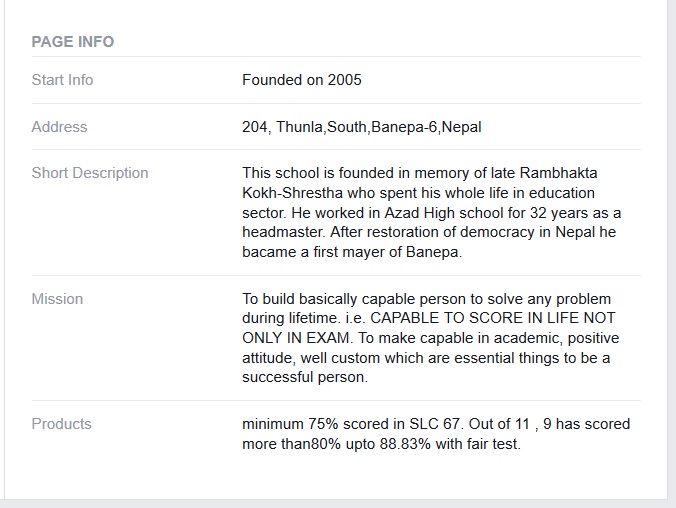 PAGE INFO
Start Info
Founded on 2005
Address
204, Thunla,South,Banepa-6,Nepal
Short Description
This school is founded in memory of late Rambhakta
Kokh-Shrestha who spent his whole life in education
sector. He worked in Azad High school for 32 years as a
headmaster. After restoration of democracy in Nepal he
bacame a first mayer of Banepa.
Mission
To build basically capable person to solve any problem
during lifetime. i.e. CAPABLE TO SCORE IN LIFE NOT
ONLY IN EXAM. To make capable in academic, positive
attitude, well custom which are essential things to be a
successful person.
Products
minimum 75% scored in SLC 67. Out of 11 , 9 has scored
more than80% upto 88.83% with fair test.